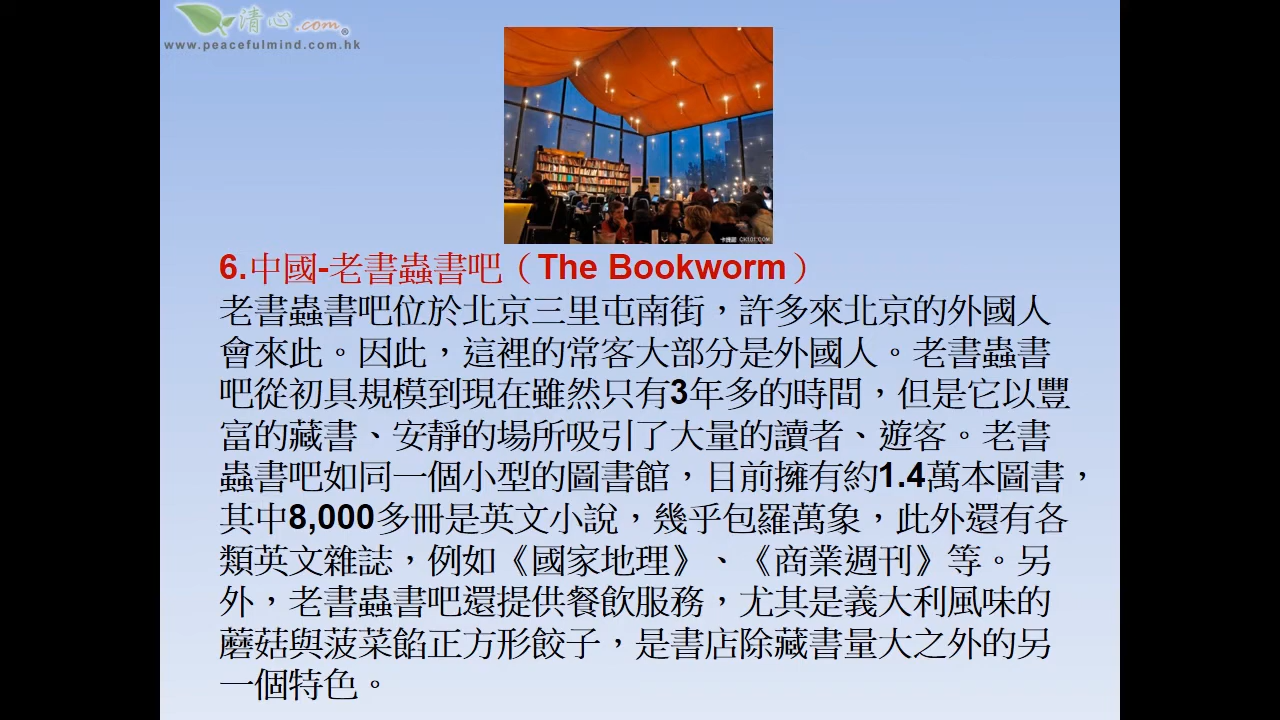 清心.com®
www.peacefulmind.com.hk
卡提諾 CK101.COM
6.中國-老書蟲書吧（The Bookworm）
老書蟲書吧位於北京三里屯南街，許多來北京的外國人
會來此。因此，這裡的常客大部分是外國人。老書蟲書
吧從初具規模到現在雖然只有3年多的時間，但是它以豐
富的藏書、安靜的場所吸引了大量的讀者、遊客。老書
蟲書吧如同一個小型的圖書館，目前擁有約1.4萬本圖書，
其中8,000多冊是英文小說，幾乎包羅萬象，此外還有各
類英文雜誌，例如《國家地理》、《商業週刊》等。另
外，老書蟲書吧還提供餐飲服務，尤其是義大利風味的
蘑菇與菠菜餡正方形餃子，是書店除藏書量大之外的另
一個特色。